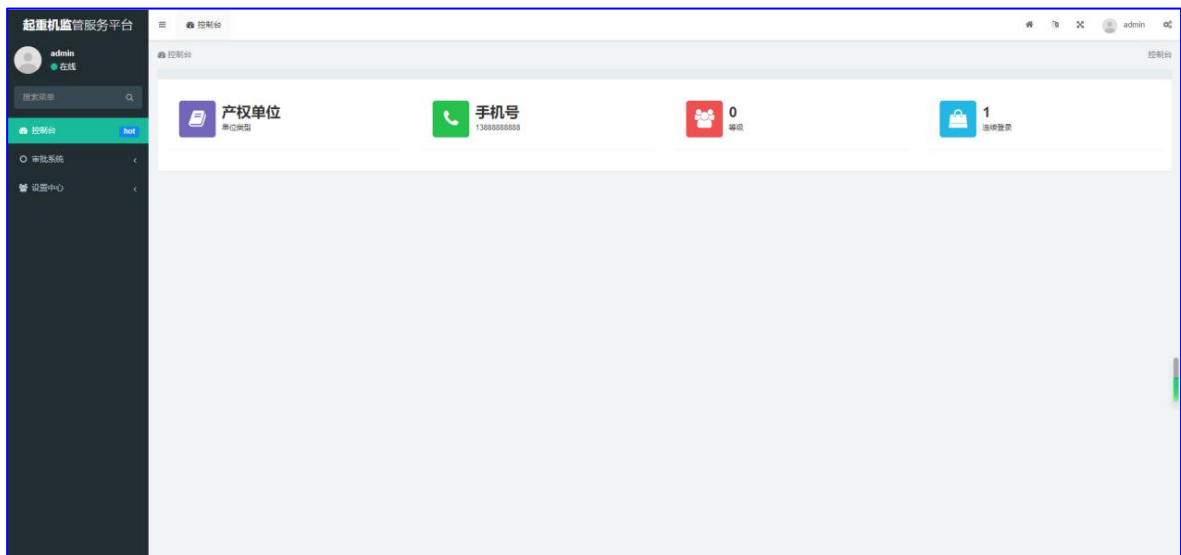 起重机监管服务平台
控制台
admin
admin
在线
控制台
控制台
搜索菜单
控制台 hot
审批系统
设置中心
产权单位
单位类型
手机号
13888888888
0
等级
1
连续登录